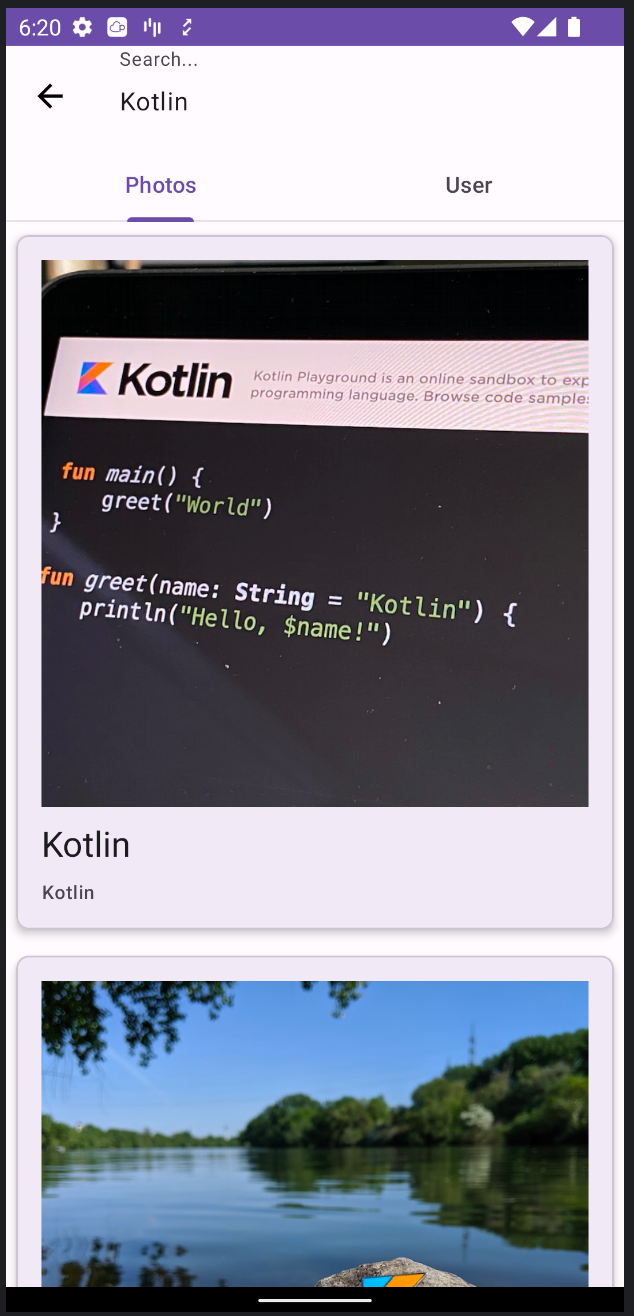 6:20
Search...
Kotlin
Photos
User
Kotlin
Kotlin Playground is an online sandbox to exp
programming language. Browse code samples
fun main() {
greet("World")
}
fun greet(name: String = "Kotlin") {
println("Hello, $name!")
Kotlin
Kotlin